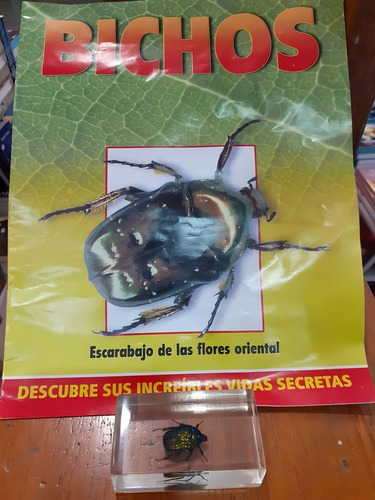 BICHOS
Escarabajo de las flores oriental
DESCUBRE SUS INCREÍBLES VIDAS SECRETAS